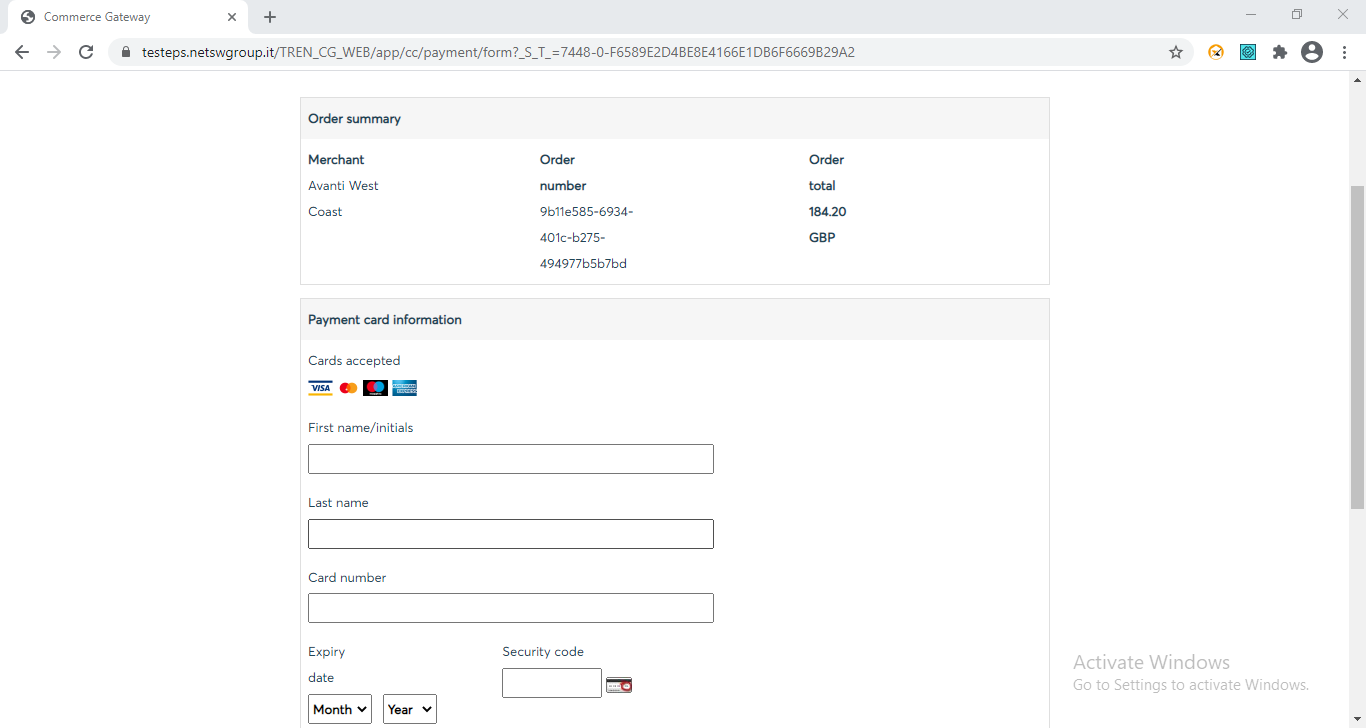 Commerce Gateway
testeps.netswgroup.it/TREN_CG_WEB/app/cc/payment/form?_S_T_=7448-0-F6589E2D4BE8E4166E1DB6F6669B29A2
Order summary
Merchant Order Order
Avanti West number total
Coast 9b11e585-6934- 184.20
401c-b275- GBP
494977b5b7bd
Payment card information
Cards accepted
VISA
First name/initials
Last name
Card number
Expiry Security code
date
Month Year
Activate Windows
Go to Settings to activate Windows.